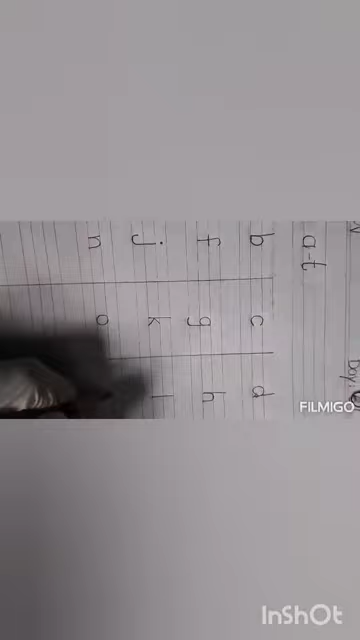 Day:
a-t
b c d
f g h
j k l
n o
FILMIGO
InShOt